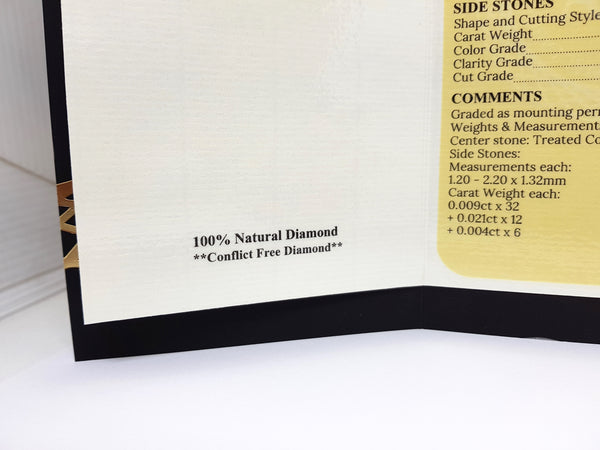 100% Natural Diamond
**Conflict Free Diamond**
SIDE STONES
Shape and Cutting Style
Carat Weight
Color Grade
Clarity Grade
Cut Grade
COMMENTS
Graded as mounting
Weights & Measurement
Center stone: Treated
Side Stones:
Measurements each:
1.20 - 2.20 x 1.32mm
Carat Weight each:
0.009ct x 32
+ 0.021ct x 12
+ 0.004ct x 6